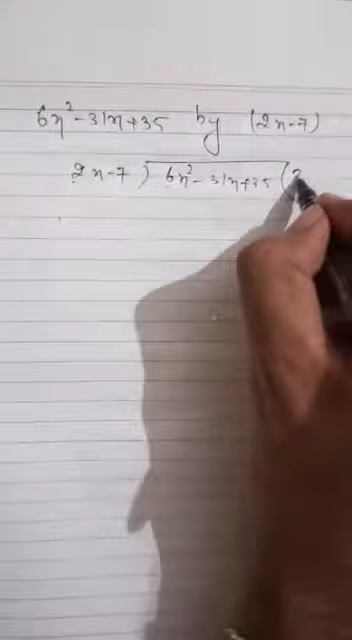 6x² - 31x + 35 by (2x - 7)
2x - 7 ) 6x² - 31x + 35 (